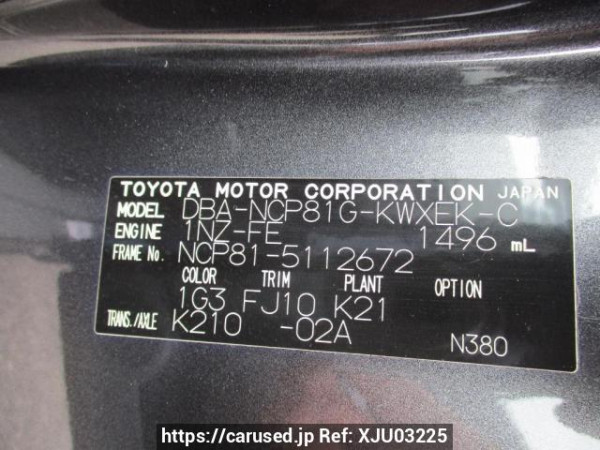 TOYOTA MOTOR CORPORATION JAPAN
MODEL DBA-NCP81G-KWXEK-C
ENGINE 1NZ-FE 1496 mL
FRAME No. NCP81-5112672
COLOR TRIM PLANT OPTION
1G3 FJ10 K21
TRANS./AXLE K210 -02A
N380
https://carused.jp Ref: XJU03225